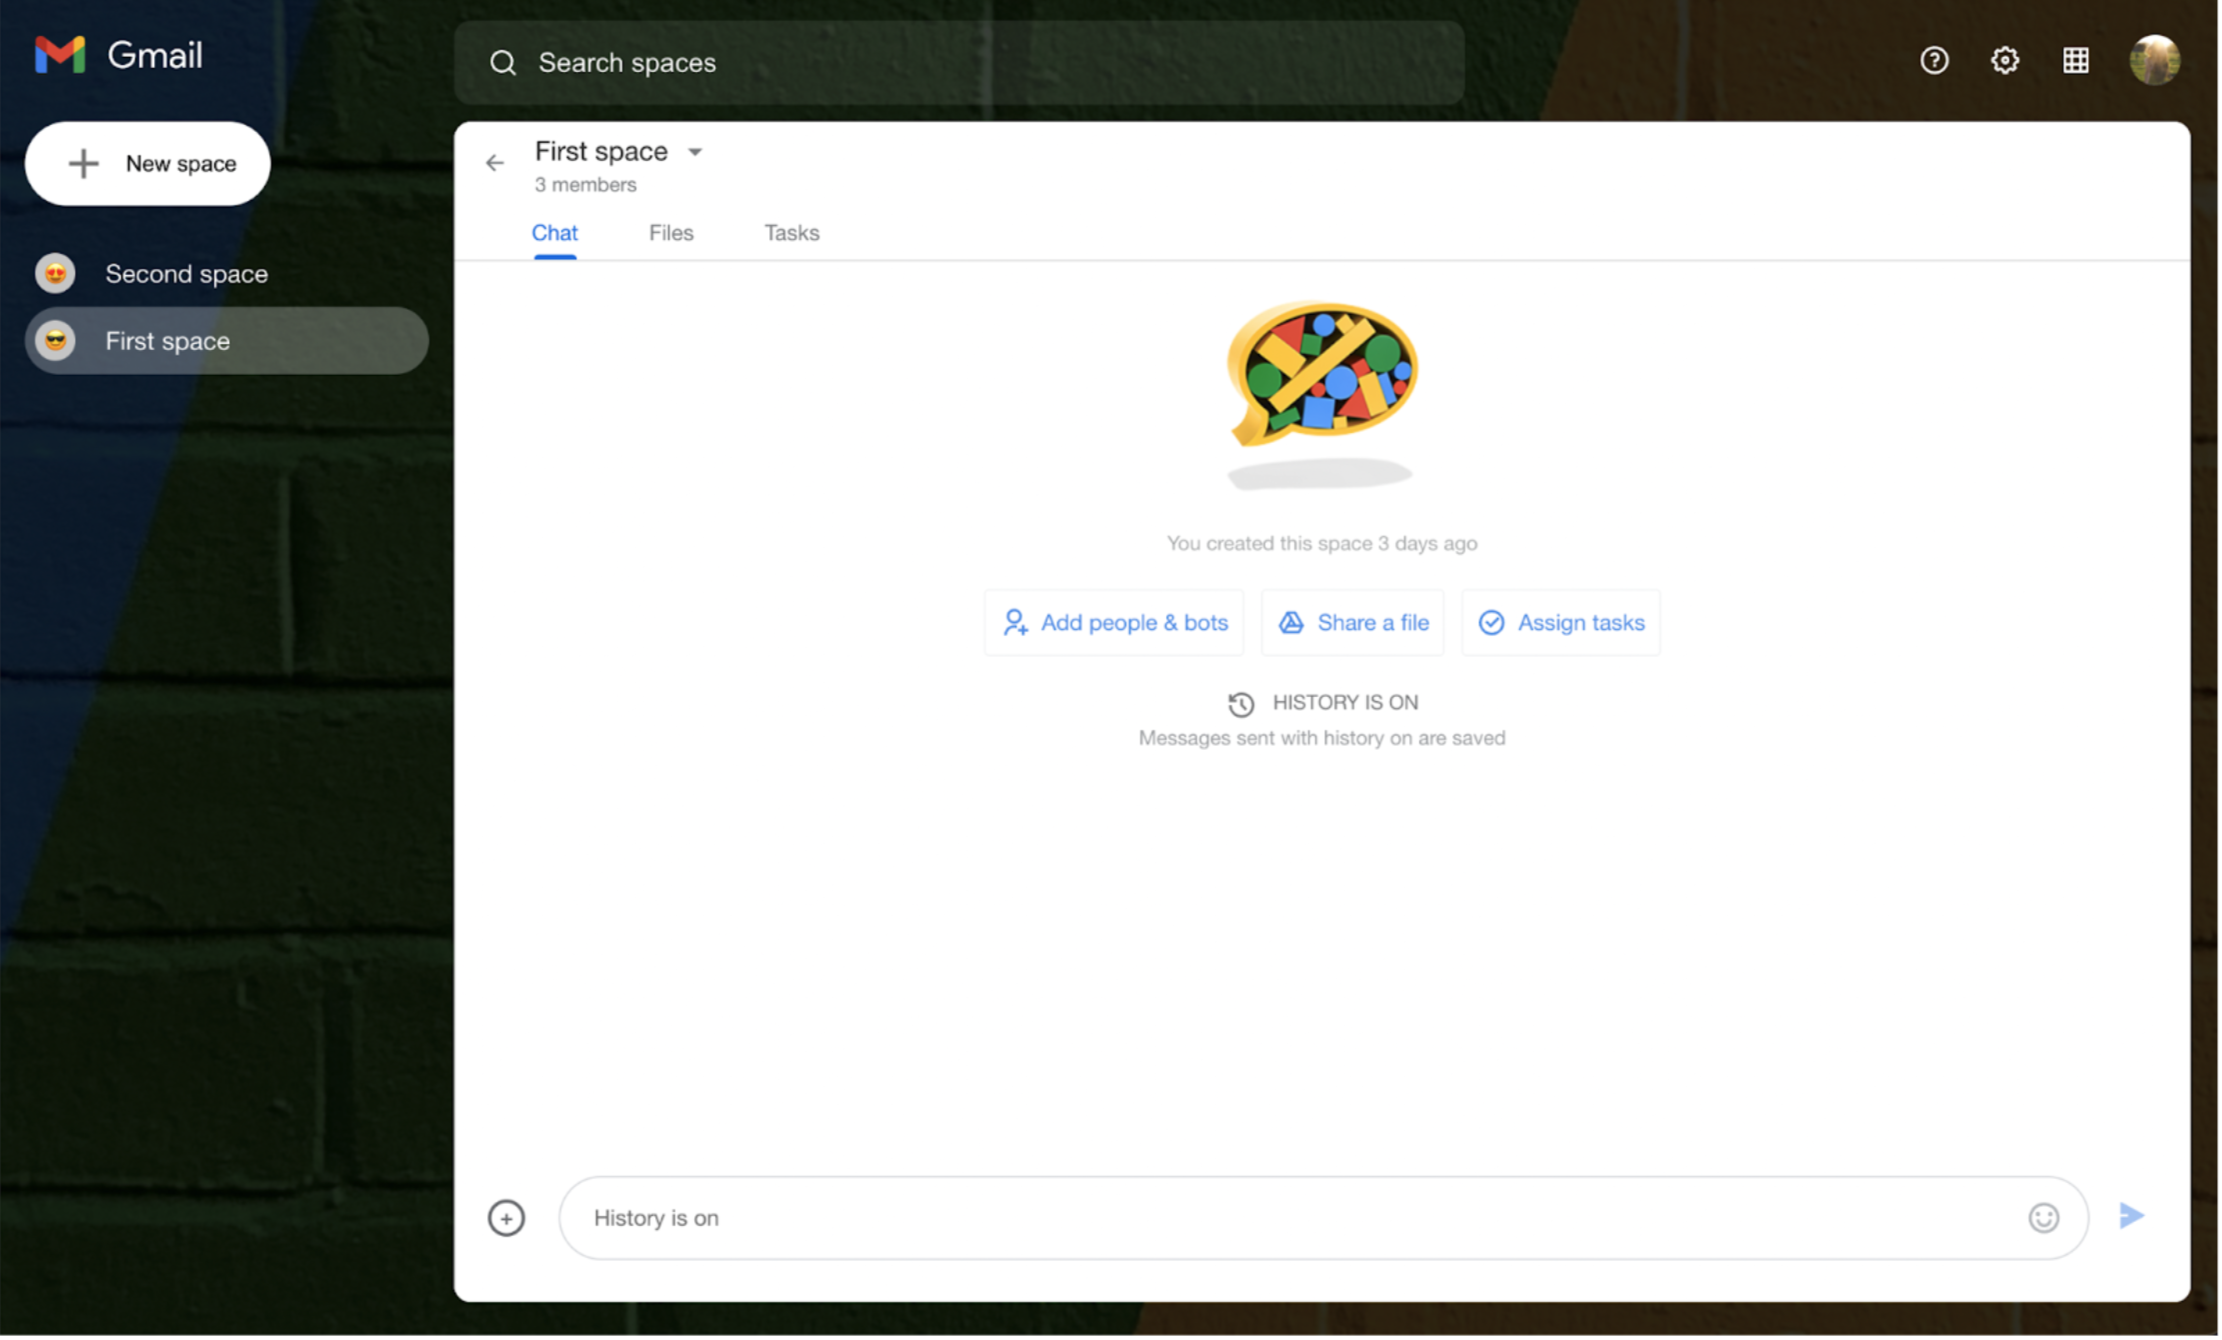 Gmail
Search spaces
New space
Second space
First space
First space
3 members
Chat Files Tasks
You created this space 3 days ago
Add people & bots Share a file Assign tasks
HISTORY IS ON
Messages sent with history on are saved
History is on